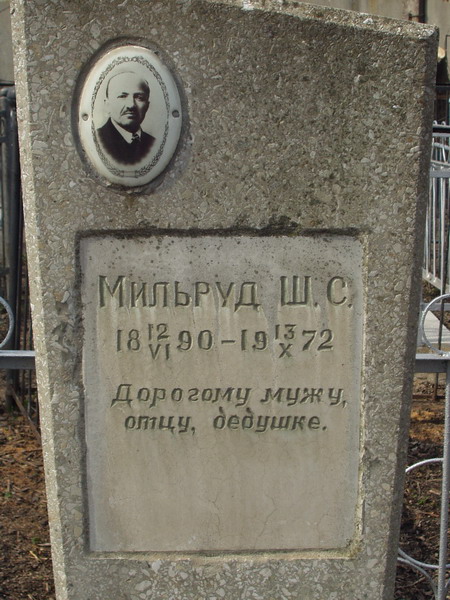 Мильруд Ш.С.
18 12/VI 90 – 19 13/X 72
Дорогому мужу,
отцу, дедушке.